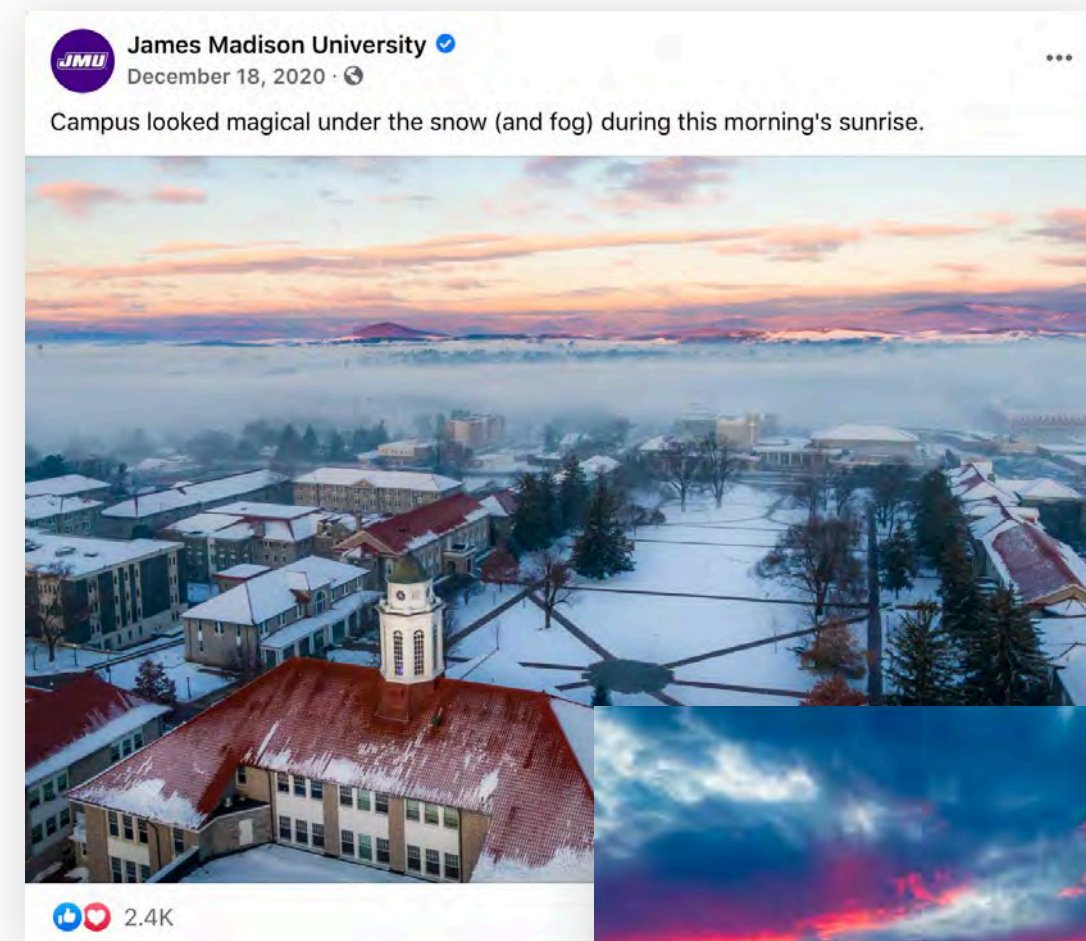 JMU
James Madison University
December 18, 2020 ·
Campus looked magical under the snow (and fog) during this morning's sunrise.
2.4K